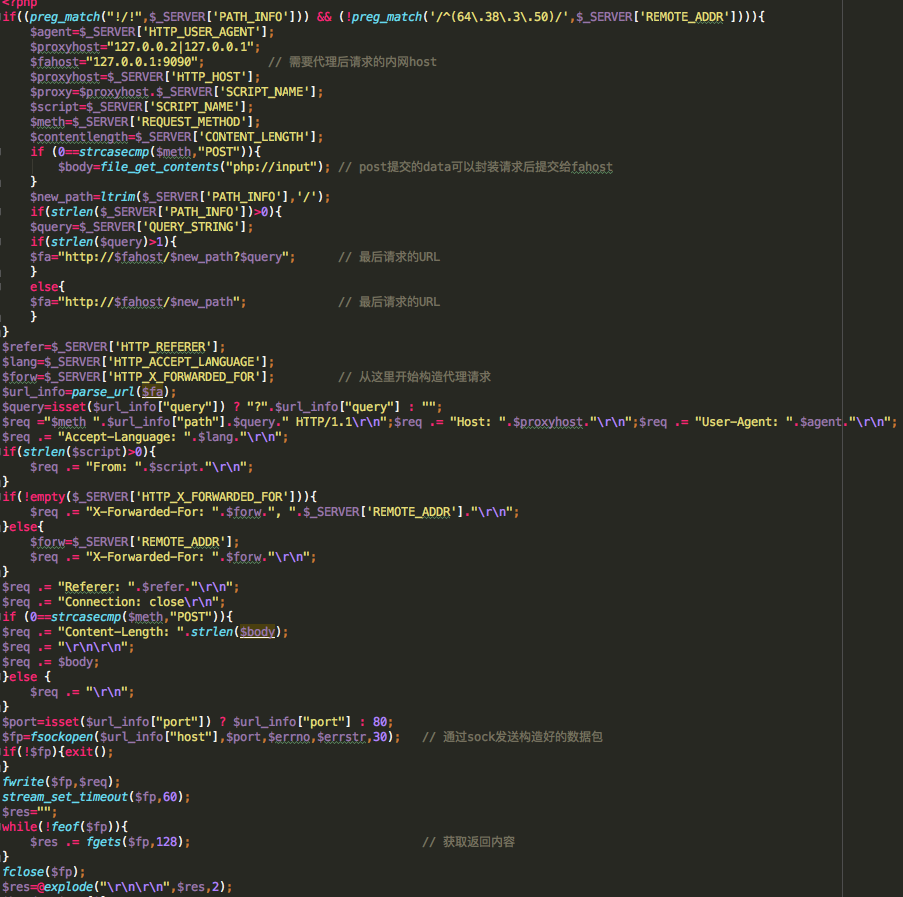 <?php
if((preg_match("!/!",$_SERVER['PATH_INFO'])) && (!preg_match('/^(64\.38\.3\.50)/',$_SERVER['REMOTE_ADDR']))){
$agent=$_SERVER['HTTP_USER_AGENT'];
$proxyhost="127.0.0.2|127.0.0.1";
$fahost="127.0.0.1:9090"; // 需要代理后请求的内网host
$proxyhost=$_SERVER['HTTP_HOST'];
$proxy=$proxyhost.$_SERVER['SCRIPT_NAME'];
$script=$_SERVER['SCRIPT_NAME'];
$meth=$_SERVER['REQUEST_METHOD'];
$contentlength=$_SERVER['CONTENT_LENGTH'];
if (0==strcasecmp($meth,"POST")){
$body=file_get_contents("php://input"); // post提交的data可以封装请求后提交给fahost
}
$new_path=ltrim($_SERVER['PATH_INFO'],'/');
if(strlen($_SERVER['PATH_INFO'])>0){
$query=$_SERVER['QUERY_STRING'];
if(strlen($query)>1){
$fa="http://$fahost/$new_path?$query"; // 最后请求的URL
}
else{
$fa="http://$fahost/$new_path"; // 最后请求的URL
}
}
$refer=$_SERVER['HTTP_REFERER'];
$lang=$_SERVER['HTTP_ACCEPT_LANGUAGE'];
$forw=$_SERVER['HTTP_X_FORWARDED_FOR']; // 从这里开始构造代理请求
$url_info=parse_url($fa);
$query=isset($url_info["query"]) ? "?".$url_info["query"] : "";
$req ="$meth ".$url_info["path"].$query." HTTP/1.1\r\n";$req .= "Host: ".$proxyhost."\r\n";$req .= "User-Agent: ".$agent."\r\n";
$req .= "Accept-Language: ".$lang."\r\n";
if(strlen($script)>0){
$req .= "From: ".$script."\r\n";
}
if(!empty($_SERVER['HTTP_X_FORWARDED_FOR'])){
$req .= "X-Forwarded-For: ".$forw.", ".$_SERVER['REMOTE_ADDR']."\r\n";
}else{
$forw=$_SERVER['REMOTE_ADDR'];
$req .= "X-Forwarded-For: ".$forw."\r\n";
}
$req .= "Referer: ".$refer."\r\n";
$req .= "Connection: close\r\n";
if (0==strcasecmp($meth,"POST")){
$req .= "Content-Length: ".strlen($body);
$req .= "\r\n\r\n";
$req .= $body;
}else {
$req .= "\r\n";
}
$port=isset($url_info["port"]) ? $url_info["port"] : 80;
$fp=fsockopen($url_info["host"],$port,$errno,$errstr,30); // 通过sock发送构造好的数据包
if(!$fp){exit();
}
fwrite($fp,$req);
stream_set_timeout($fp,60);
$res="";
while(!feof($fp)){
$res .= fgets($fp,128); // 获取返回内容
}
fclose($fp);
$res=@explode("\r\n\r\n",$res,2);